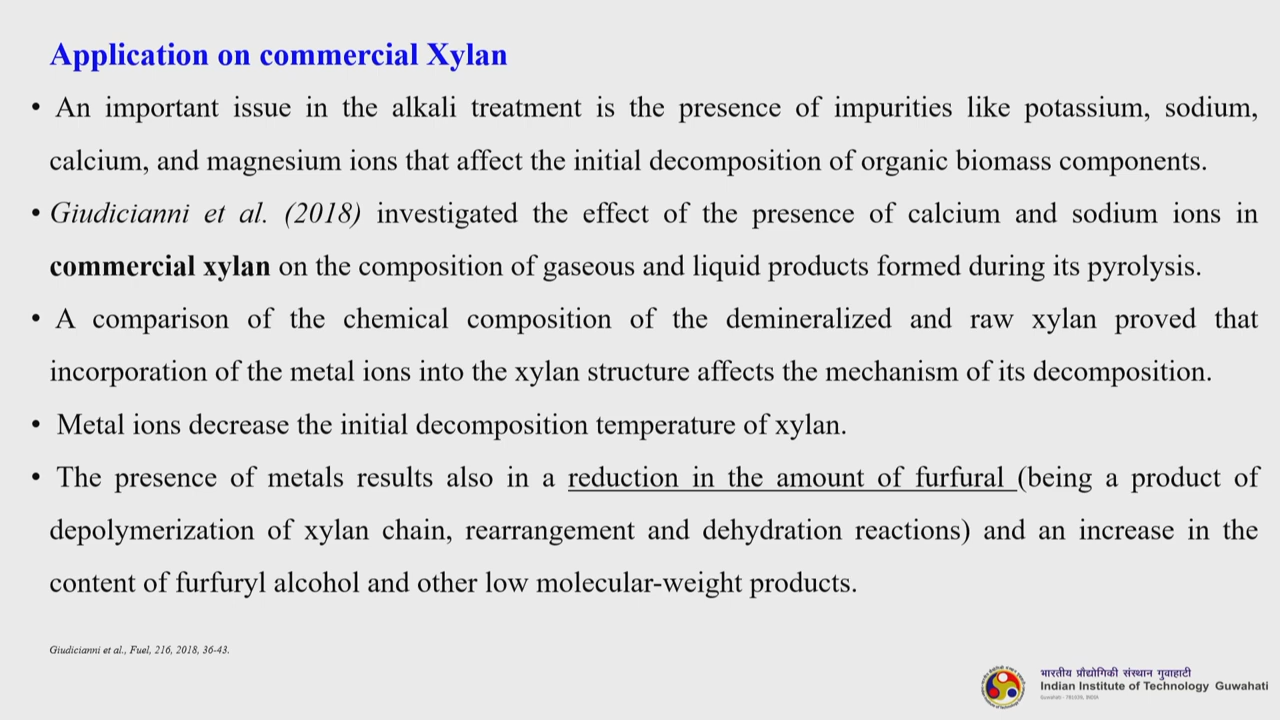 Application on commercial Xylan
• An important issue in the alkali treatment is the presence of impurities like potassium, sodium,
calcium, and magnesium ions that affect the initial decomposition of organic biomass components.
• Giudicianni et al. (2018) investigated the effect of the presence of calcium and sodium ions in
commercial xylan on the composition of gaseous and liquid products formed during its pyrolysis.
• A comparison of the chemical composition of the demineralized and raw xylan proved that
incorporation of the metal ions into the xylan structure affects the mechanism of its decomposition.
• Metal ions decrease the initial decomposition temperature of xylan.
• The presence of metals results also in a reduction in the amount of furfural (being a product of
depolymerization of xylan chain, rearrangement and dehydration reactions) and an increase in the
content of furfuryl alcohol and other low molecular-weight products.
Giudicianni et al., Fuel, 216, 2018, 36-43.
भारतीय प्रौद्योगिकी संस्थान गुवाहाटी
Indian Institute of Technology Guwahati
Guwahati - 781039, INDIA